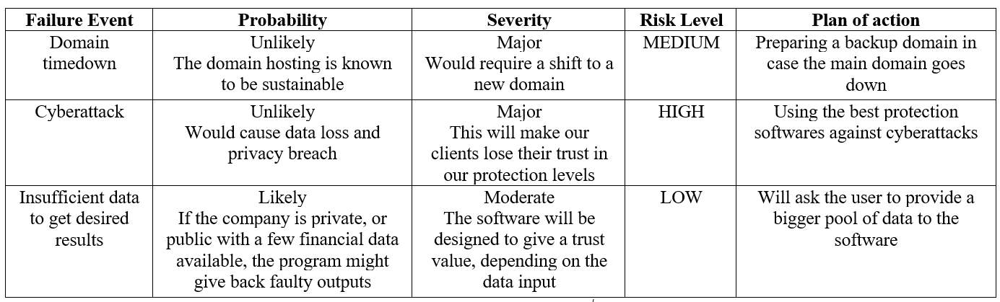 Failure Event Probability Severity Risk Level Plan of action
Domain
timedown
Unlikely
The domain hosting is known
to be sustainable
Major
Would require a shift to a
new domain
MEDIUM
Preparing a backup domain in
case the main domain goes
down
Cyberattack
Unlikely
Would cause data loss and
privacy breach
Major
This will make our
clients lose their trust in
our protection levels
HIGH
Using the best protection
softwares against cyberattacks
Insufficient data
to get desired
results
Likely
If the company is private, or
public with a few financial data
available, the program might
give back faulty outputs
Moderate
The software will be
designed to give a trust
value, depending on the
data input
LOW
Will ask the user to provide a
bigger pool of data to the
software